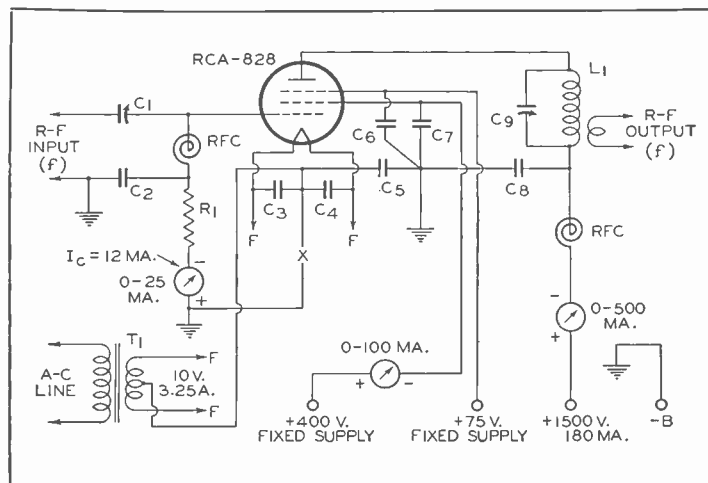 RCA-828
L1
C1
C9
R-F
INPUT
(f)
RFC
C6
C7
R-F
OUTPUT
(f)
C2
C3
C4
C5
C8
R1
F
F
X
RFC
IC = 12 MA.
-
0-25
MA.
+
-
0-500
MA.
+
T1
F
A-C
LINE
10 V.
3.25A.
F
0-100 MA.
+
-
+400 V.
FIXED SUPPLY
+75 V.
FIXED SUPPLY
+1500 V.
180 MA.
-B